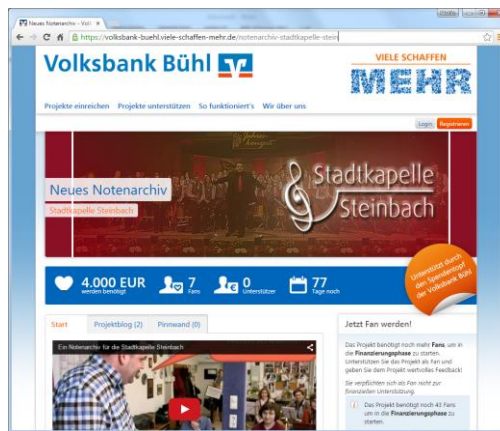 Neues Notenarchiv – Vol
https://volksbank-buehl.viele-schaffen-mehr.de/notenarchiv-stadtkapelle-stein
Volksbank Bühl
VIELE SCHAFFEN
MEHR
Projekte einreichen Projekte unterstützen So funktioniert's Wir über uns
Login Registrieren
Stadtkapelle
Steinbach
Neues Notenarchiv
Stadtkapelle Steinbach
Unterstützt durch
den Spendentopf
der Volksbank Bühl
4.000 EUR
werden benötigt
7
Fans
0
Unterstützer
77
Tage noch
Start Projektblog (2) Pinnwand (0)
Ein Notenarchiv für die Stadtkapelle Steinbach
Jetzt Fan werden!
Das Projekt benötigt noch mehr Fans, um in
die Finanzierungsphase zu starten.
Unterstützen Sie das Projekt als Fan und
geben Sie dem Projekt wertvolles Feedback!
Sie verpflichten sich als Fan nicht zur
finanziellen Unterstützung.
Das Projekt benötigt noch 43 Fans
um in die Finanzierungsphase zu
starten.